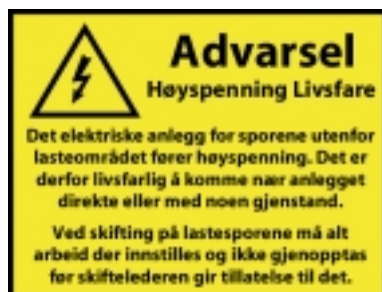 Advarsel
Høyspenning Livsfare
Det elektriske anlegg for sporene utenfor
lasteområdet fører høyspenning. Det er
derfor livsfarlig å komme nær anlegget
direkte eller med noen gjenstand.
Ved skifting på lastesporene må alt
arbeid der innstilles og ikke gjenopptas
før skiftelederen gir tillatelse til det.